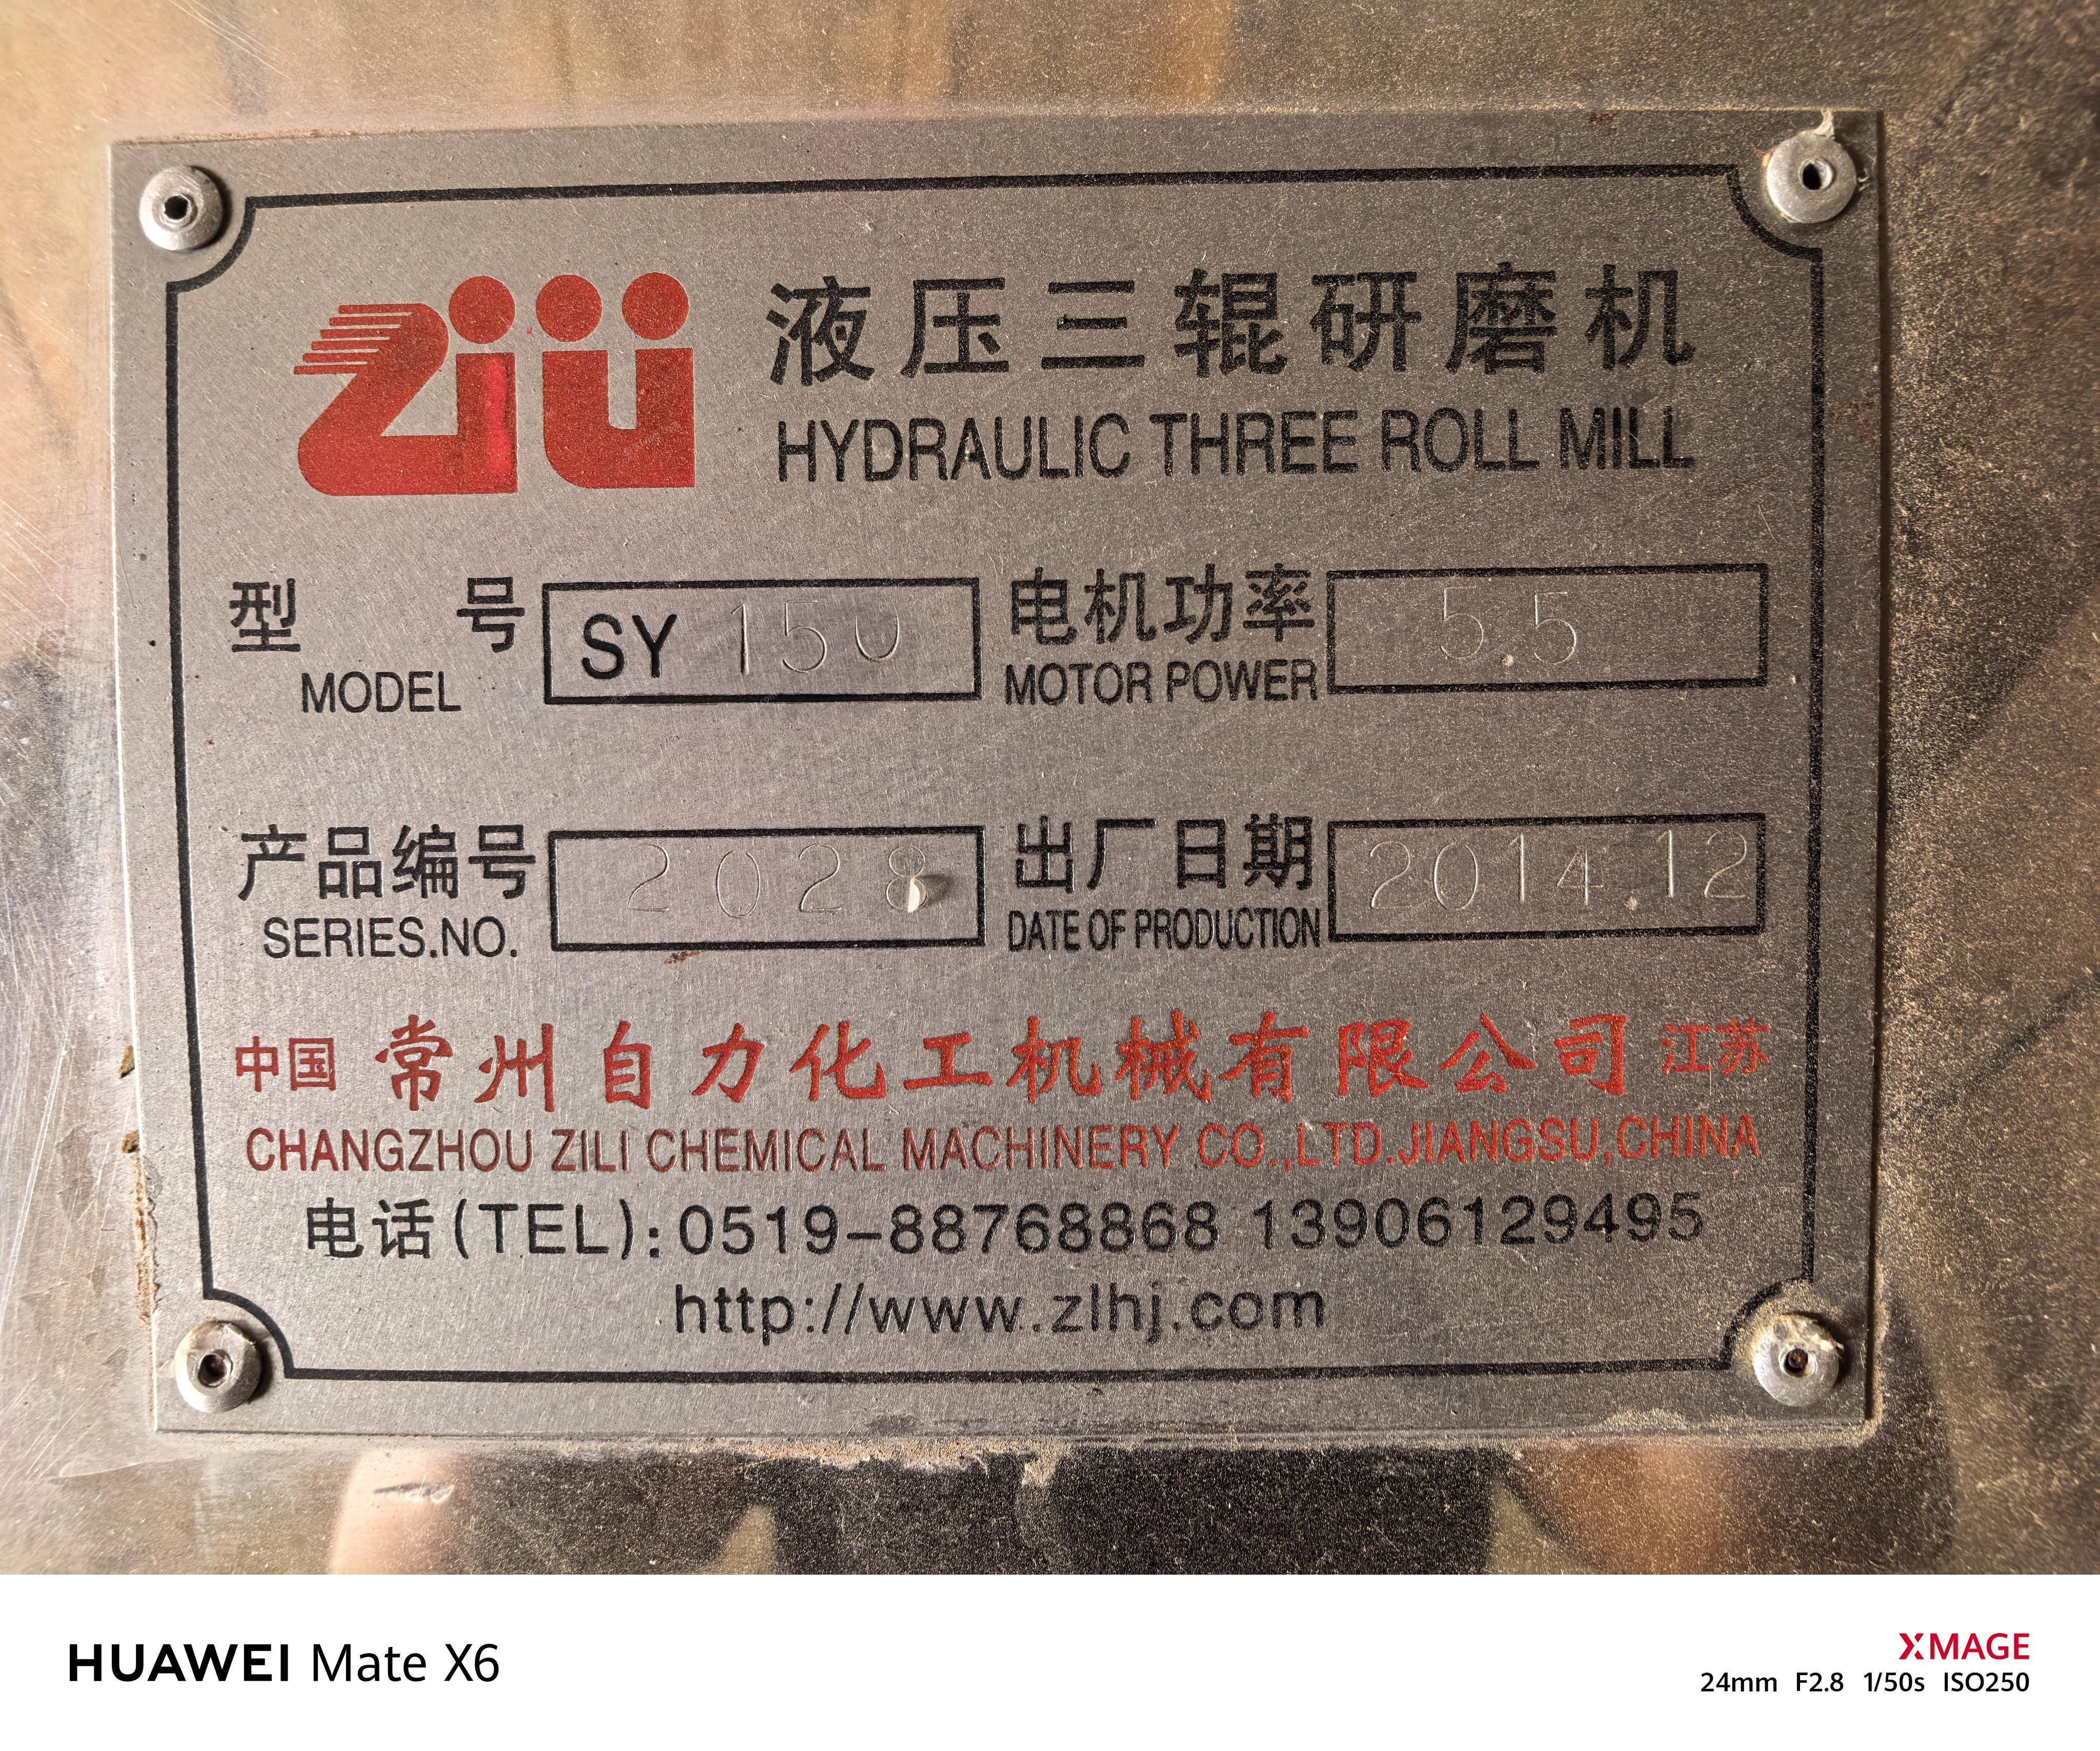 Zili
液压三辊研磨机
HYDRAULIC THREE ROLL MILL
型 号 SY 150 电机功率 5.5
MODEL MOTOR POWER
产品编号 2028 出厂日期 2014.12
SERIES.NO. DATE OF PRODUCTION
中国 常州自力化工机械有限公司 江苏
CHANGZHOU ZILI CHEMICAL MACHINERY CO.,LTD.JIANGSU,CHINA
电话(TEL):0519-88768868 13906129495
http://www.zlhj.com
HUAWEI Mate X6
XMAGE
24mm F2.8 1/50s ISO250